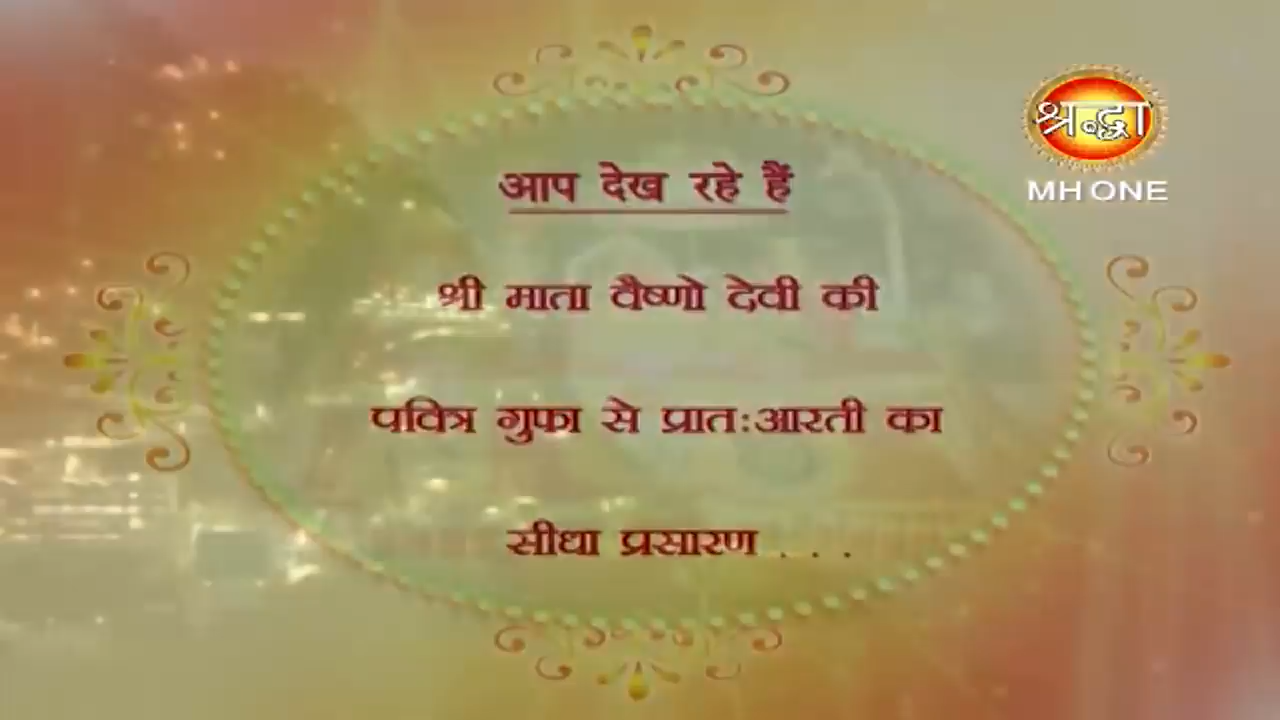 श्रद्धा
MH ONE
आप देख रहे हैं
श्री माता वैष्णो देवी की
पवित्र गुफा से प्रातःआरती का
सीधा प्रसारण . . .